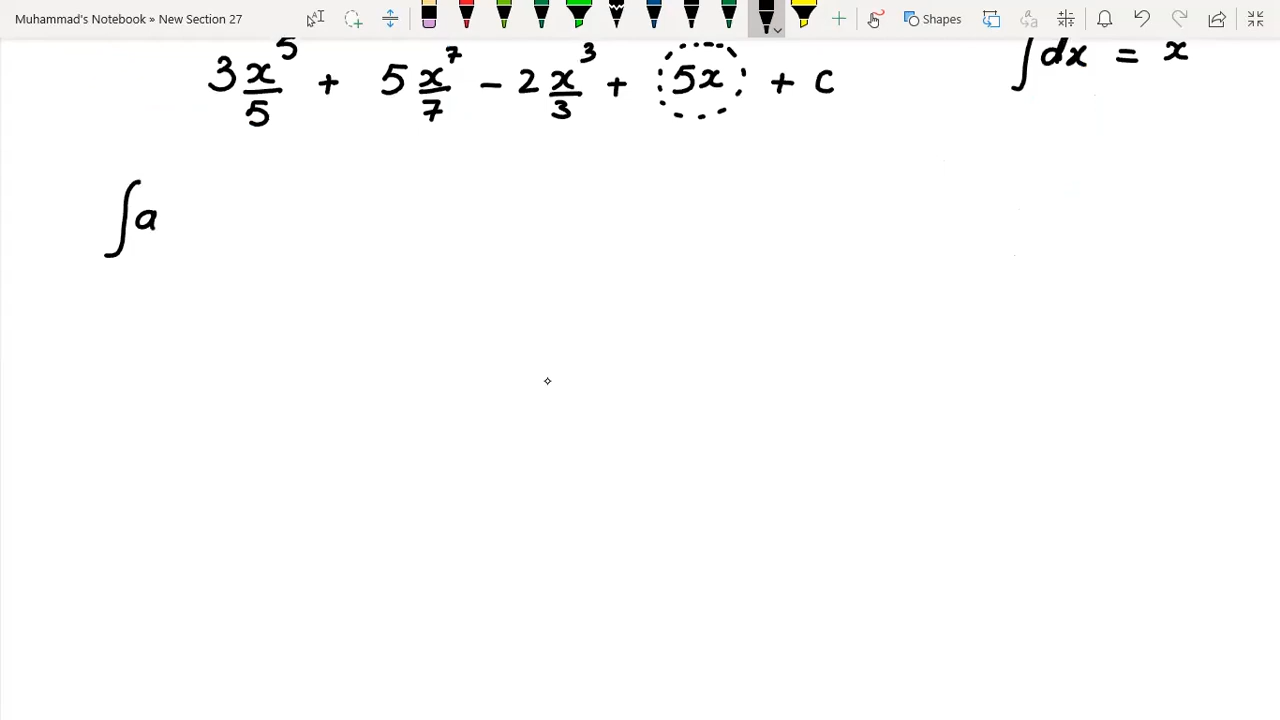 Muhammad's Notebook » New Section 27 Shapes
3 x^5/5 + 5 x^7/7 - 2 x^3/3 + 5x + c
∫dx = x
∫a